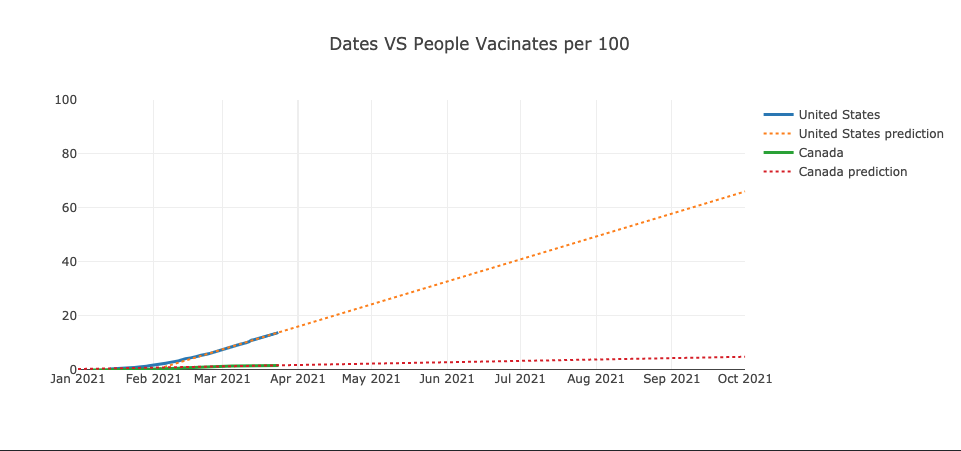 Dates VS People Vacinates per 100
100
80
60
40
20
0
Jan 2021 Feb 2021 Mar 2021 Apr 2021 May 2021 Jun 2021 Jul 2021 Aug 2021 Sep 2021 Oct 2021
United States
United States prediction
Canada
Canada prediction